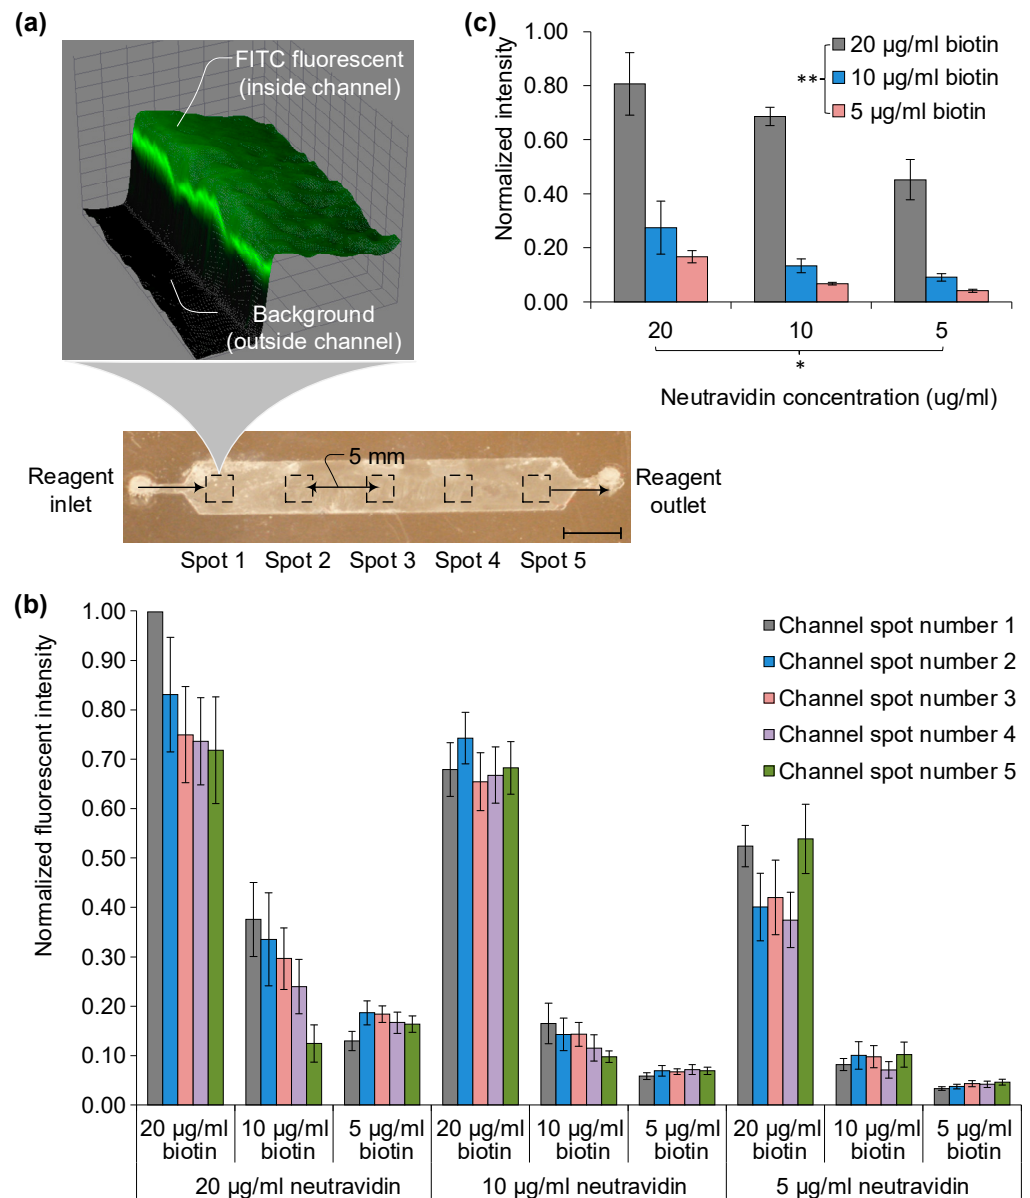 (a)
FITC fluorescent
(inside channel)
Background
(outside channel)
Reagent
inlet
5 mm
Reagent
outlet
Spot 1 Spot 2 Spot 3 Spot 4 Spot 5
(c)
Normalized intensity
1.00
0.80
0.60
0.40
0.20
0.00
**
20 µg/ml biotin
10 µg/ml biotin
5 µg/ml biotin
20 10 5
*
Neutravidin concentration (ug/ml)
(b)
Normalized fluorescent intensity
1.00
0.90
0.80
0.70
0.60
0.50
0.40
0.30
0.20
0.10
0.00
Channel spot number 1
Channel spot number 2
Channel spot number 3
Channel spot number 4
Channel spot number 5
20 µg/ml biotin
10 µg/ml biotin
5 µg/ml biotin
20 µg/ml biotin
10 µg/ml biotin
5 µg/ml biotin
20 µg/ml biotin
10 µg/ml biotin
5 µg/ml biotin
20 µg/ml neutravidin
10 µg/ml neutravidin
5 µg/ml neutravidin